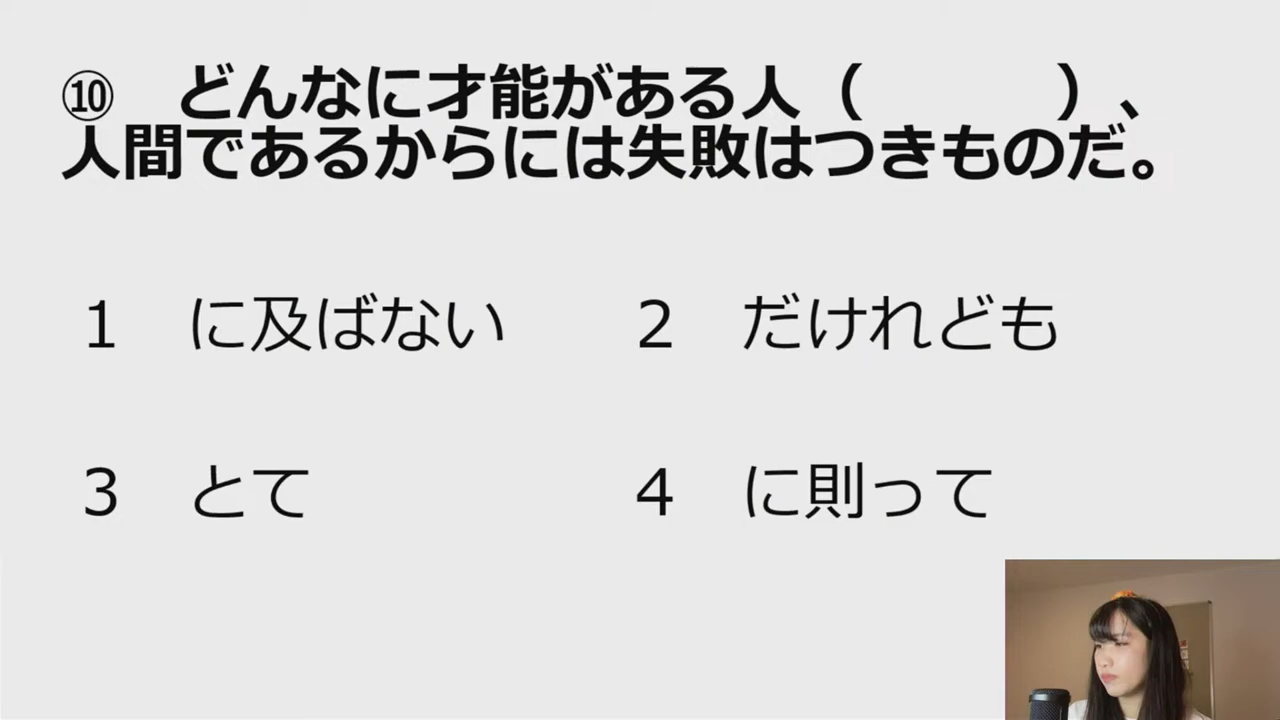 ⑩　どんなに才能がある人（　　　）、
人間であるからには失敗はつきものだ。
1　に及ばない　　2　だけれども
3　とて　　4　に則って